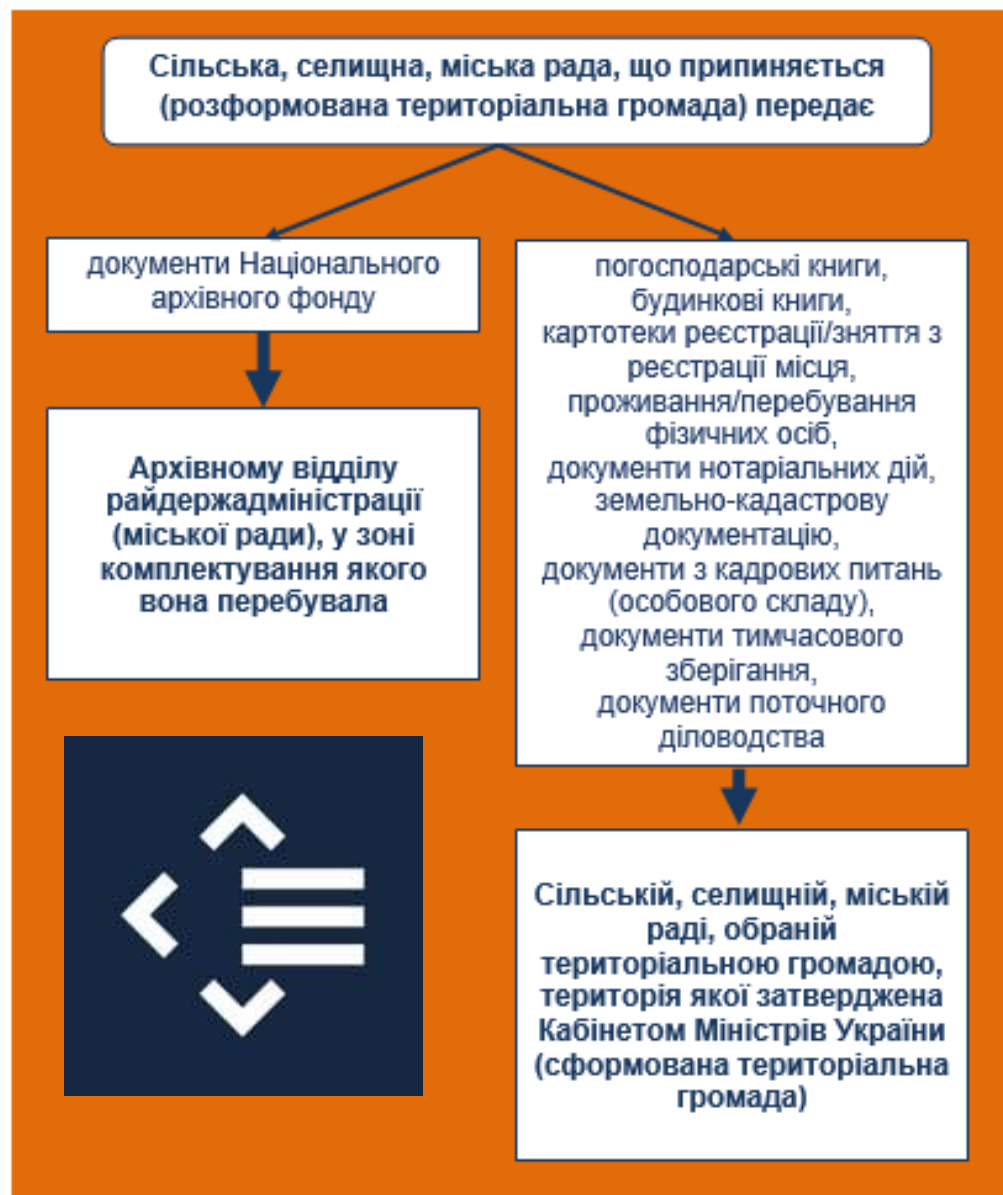 Сільська, селищна, міська рада, що припиняється
(розформована територіальна громада) передає
документи Національного
архівного фонду
Архівному відділу
райдержадміністрації
(міської ради), у зоні
комплектування якого
вона перебувала
погосподарські книги,
будинкові книги,
картотеки реєстрації/зняття з
реєстрації місця,
проживання/перебування
фізичних осіб,
документи нотаріальних дій,
земельно-кадастрову
документацію,
документи з кадрових питань
(особового складу),
документи тимчасового
зберігання,
документи поточного
діловодства
Сільській, селищній, міській
раді, обраній
територіальною громадою,
територія якої затверджена
Кабінетом Міністрів України
(сформована територіальна
громада)